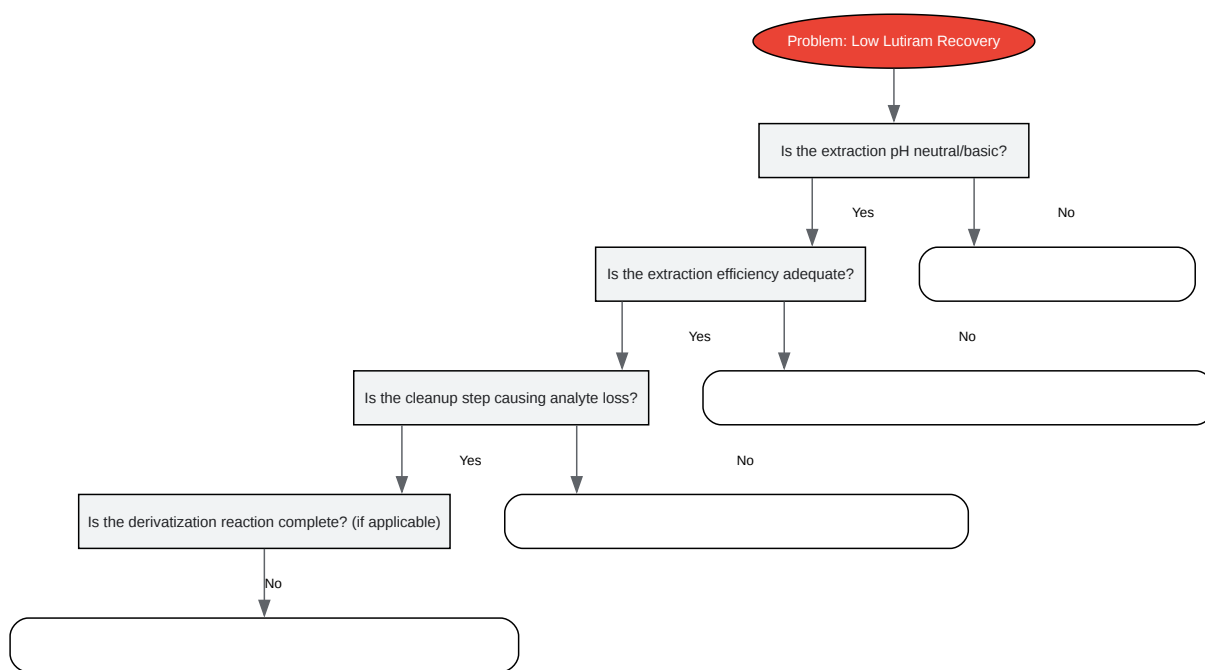 Problem: Low Lutiram Recovery
Is the extraction pH neutral/basic?
Yes
No
Is the extraction efficiency adequate?
Yes
No
Is the cleanup step causing analyte loss?
Yes
No
Is the derivatization reaction complete? (if applicable)
No